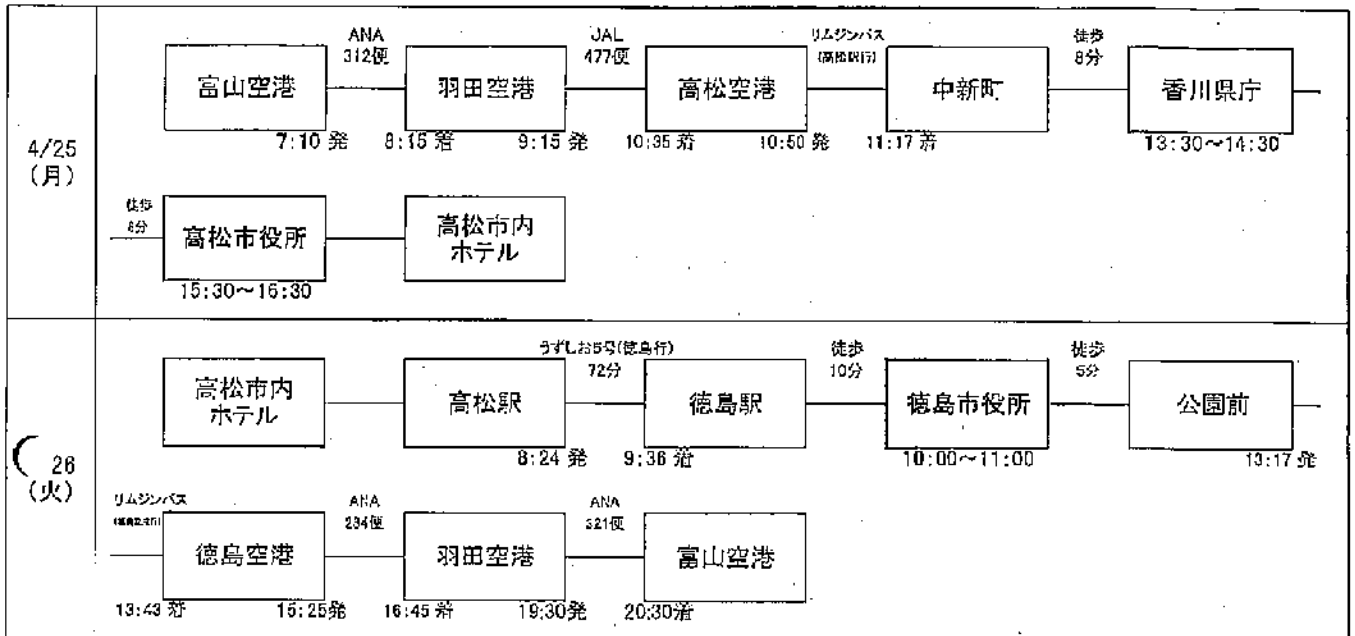 4/25
(月)
ANA
312便
JAL
477便
リムジンバス
(高松駅行)
徒歩
8分
富山空港
羽田空港
高松空港
中新町
香川県庁
7:10 発
8:15 着
9:15 発
10:35 着
10:50 発
11:17 着
13:30～14:30
徒歩
高松市役所
高松市内
ホテル
15:30～16:30
26
(火)
うずしお5号(徳島行)
72分
徒歩
10分
徒歩
5分
高松市内
ホテル
高松駅
徳島駅
徳島市役所
公園前
8:24 発
9:36 着
10:00～11:00
13:17 発
リムジンバス
ANA
ANA
321便
徳島空港
羽田空港
富山空港
13:43 着
15:25発
16:45 着
19:30発
20:30着